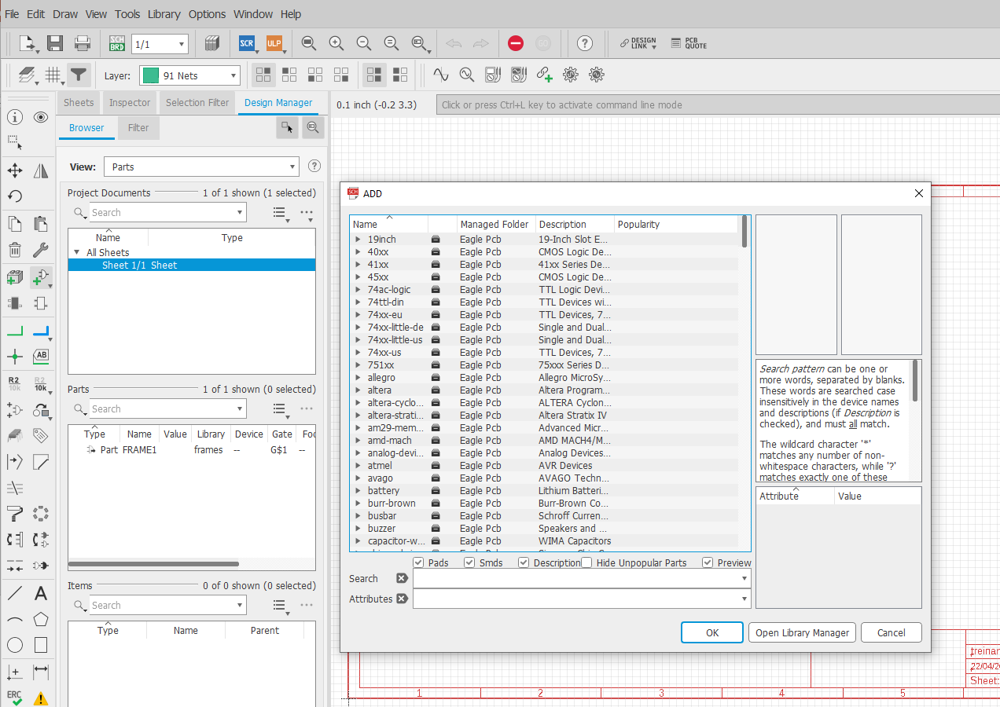 File Edit Draw View Tools Library Options Window Help
SCH BRD 1/1 SCR ULP DESIGN LINK PCB QUOTE
Layer: 91 Nets
Sheets Inspector Selection Filter Design Manager
0.1 inch (-0.2 3.3)
Click or press Ctrl+L key to activate command line mode
Browser Filter
View: Parts
Project Documents 1 of 1 shown (1 selected)
Search
Name Type
All Sheets
Sheet 1/1 Sheet
Parts 1 of 1 shown (0 selected)
Search
Type Name Value Library Device Gate Foo
Part FRAME1 frames -- G$1 --
Items 0 of 0 shown (0 selected)
Search
Type Name Parent
AB
R2 10k R2 10k
A
ERC
SCH ADD
Name Managed Folder Description Popularity
19inch Eagle Pcb 19-Inch Slot E...
40xx Eagle Pcb CMOS Logic De...
41xx Eagle Pcb 41xx Series De...
45xx Eagle Pcb CMOS Logic De...
74ac-logic Eagle Pcb TTL Logic Devi...
74ttl-din Eagle Pcb TTL Devices wi...
74xx-eu Eagle Pcb TTL Devices, 7...
74xx-little-de Eagle Pcb Single and Dual...
74xx-little-us Eagle Pcb Single and Dual...
74xx-us Eagle Pcb TTL Devices, 7...
751xx Eagle Pcb 75xxx Series D...
allegro Eagle Pcb Allegro MicroSy...
altera Eagle Pcb Altera Program...
altera-cyclo... Eagle Pcb ALTERA Cyclon...
altera-strati... Eagle Pcb Altera Stratix IV
am29-mem... Eagle Pcb Advanced Micr...
amd-mach Eagle Pcb AMD MACH4/M...
analog-devi... Eagle Pcb Analog Devices...
atmel Eagle Pcb AVR Devices
avago Eagle Pcb AVAGO Techn...
battery Eagle Pcb Lithium Batteri...
burr-brown Eagle Pcb Burr-Brown Co...
busbar Eagle Pcb Schroff Curren...
buzzer Eagle Pcb Speakers and ...
capacitor-w... Eagle Pcb WIMA Capacitors
Pads Smds Description Hide Unpopular Parts Preview
Search
Attributes
Search pattern can be one or
more words, separated by blanks.
These words are searched case
insensitively in the device names
and descriptions (if Description is
checked), and must all match.
The wildcard character '*'
matches any number of non-
whitespace characters, while '?'
matches exactly one of these
Attribute Value
OK Open Library Manager Cancel
treinar
22/04/20
Sheet:
1 2 3 4 5